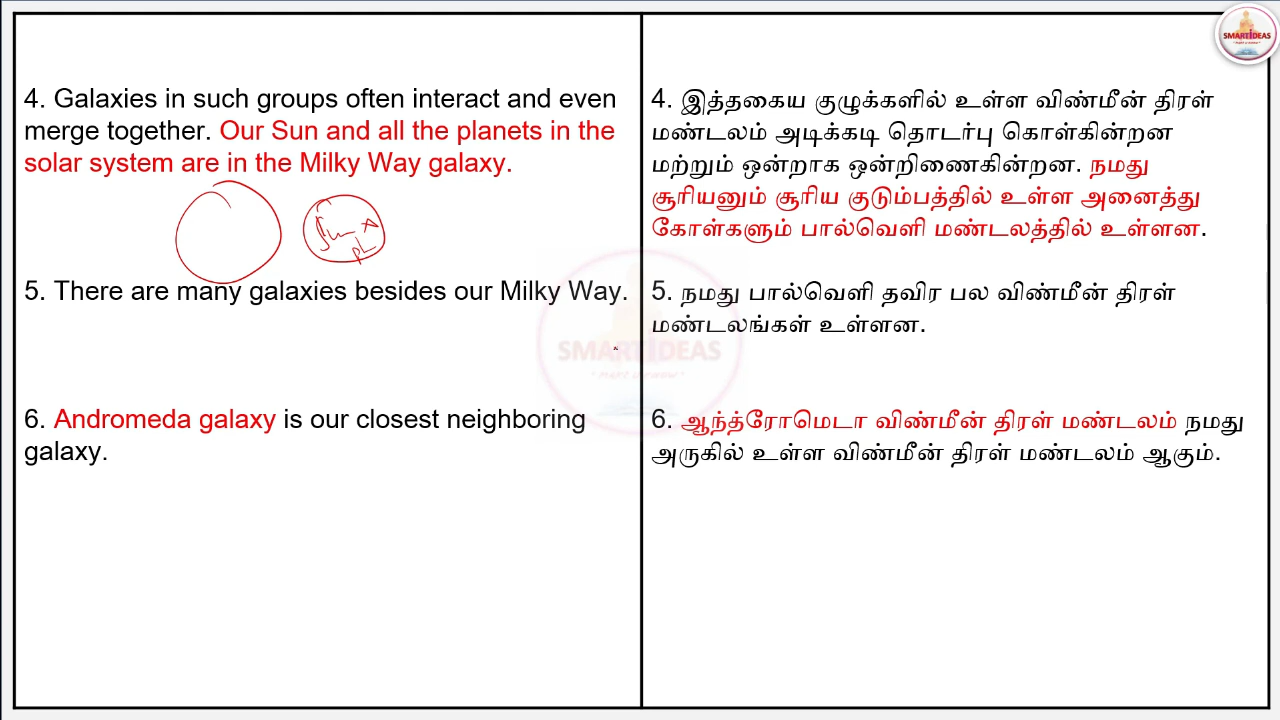 SMARTIDEAS
4. Galaxies in such groups often interact and even
merge together. Our Sun and all the planets in the
solar system are in the Milky Way galaxy.
5. There are many galaxies besides our Milky Way.
6. Andromeda galaxy is our closest neighboring
galaxy.
4. இத்தகைய குழுக்களில் உள்ள விண்மீன் திரள்
மண்டலம் அடிக்கடி தொடர்பு கொள்கின்றன
மற்றும் ஒன்றாக ஒன்றிணைகின்றன. நமது
சூரியனும் சூரிய குடும்பத்தில் உள்ள அனைத்து
கோள்களும் பால்வெளி மண்டலத்தில் உள்ளன.
5. நமது பால்வெளி தவிர பல விண்மீன் திரள்
மண்டலங்கள் உள்ளன.
6. ஆந்த்ரோமெடா விண்மீன் திரள் மண்டலம் நமது
அருகில் உள்ள விண்மீன் திரள் மண்டலம் ஆகும்.
SMARTIDEAS